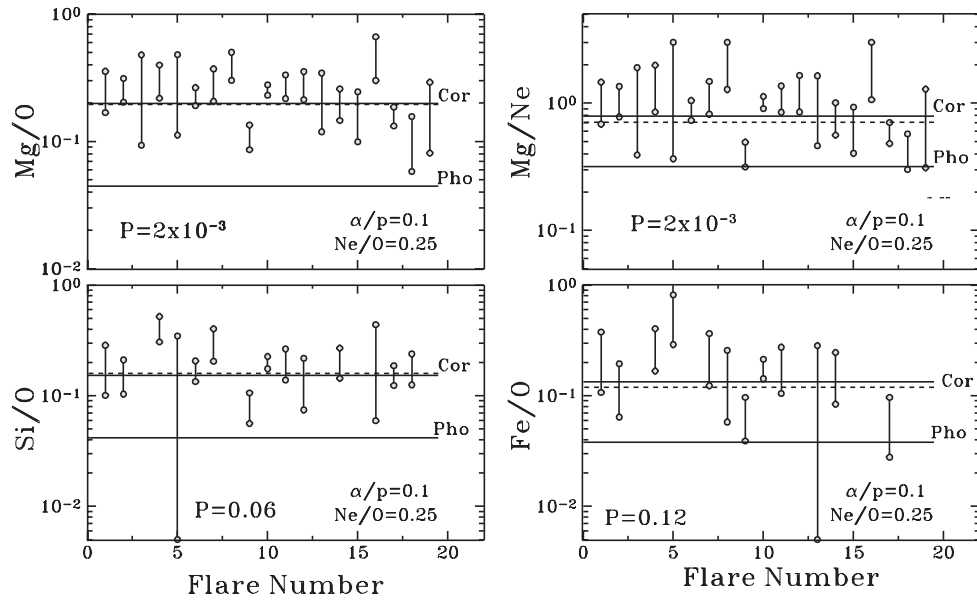 10⁰
Mg/O
10⁻¹
10⁻²
Cor
Pho
P=2x10⁻³
α/p=0.1
Ne/O=0.25
Mg/Ne
10⁰
10⁻¹
Cor
Pho
P=2x10⁻³
α/p=0.1
Ne/O=0.25
10⁰
Si/O
10⁻¹
10⁻²
Cor
Pho
P=0.06
α/p=0.1
Ne/O=0.25
0 5 10 15 20
Flare Number
10⁰
Fe/O
10⁻¹
10⁻²
Cor
Pho
P=0.12
α/p=0.1
Ne/O=0.25
0 5 10 15 20
Flare Number